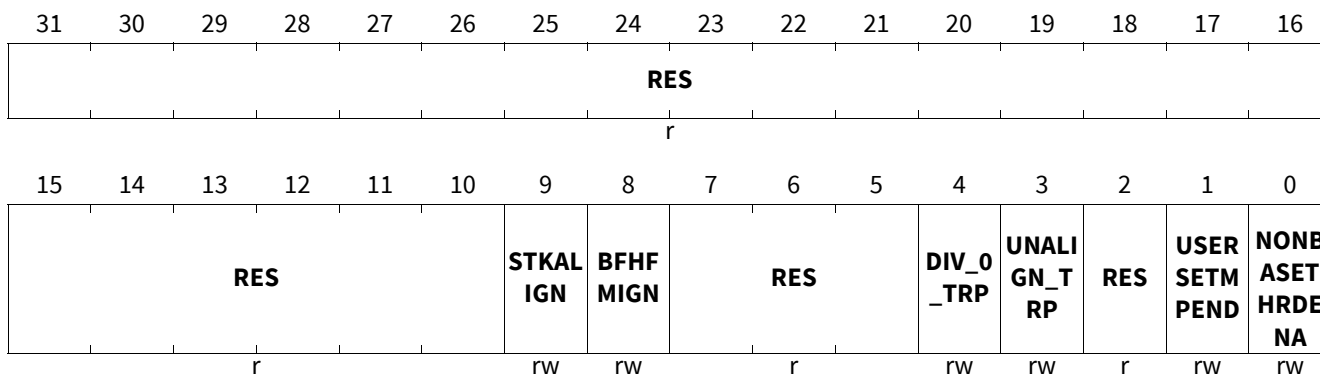 31 30 29 28 27 26 25 24 23 22 21 20 19 18 17 16
RES
r
15 14 13 12 11 10 9 8 7 6 5 4 3 2 1 0
RES
STKAL
IGN
BFHF
MIGN
RES
DIV_0
_TRP
UNALI
GN_T
RP
RES
USER
SETM
PEND
NONB
ASET
HRDE
NA
r rw rw r rw rw r rw rw